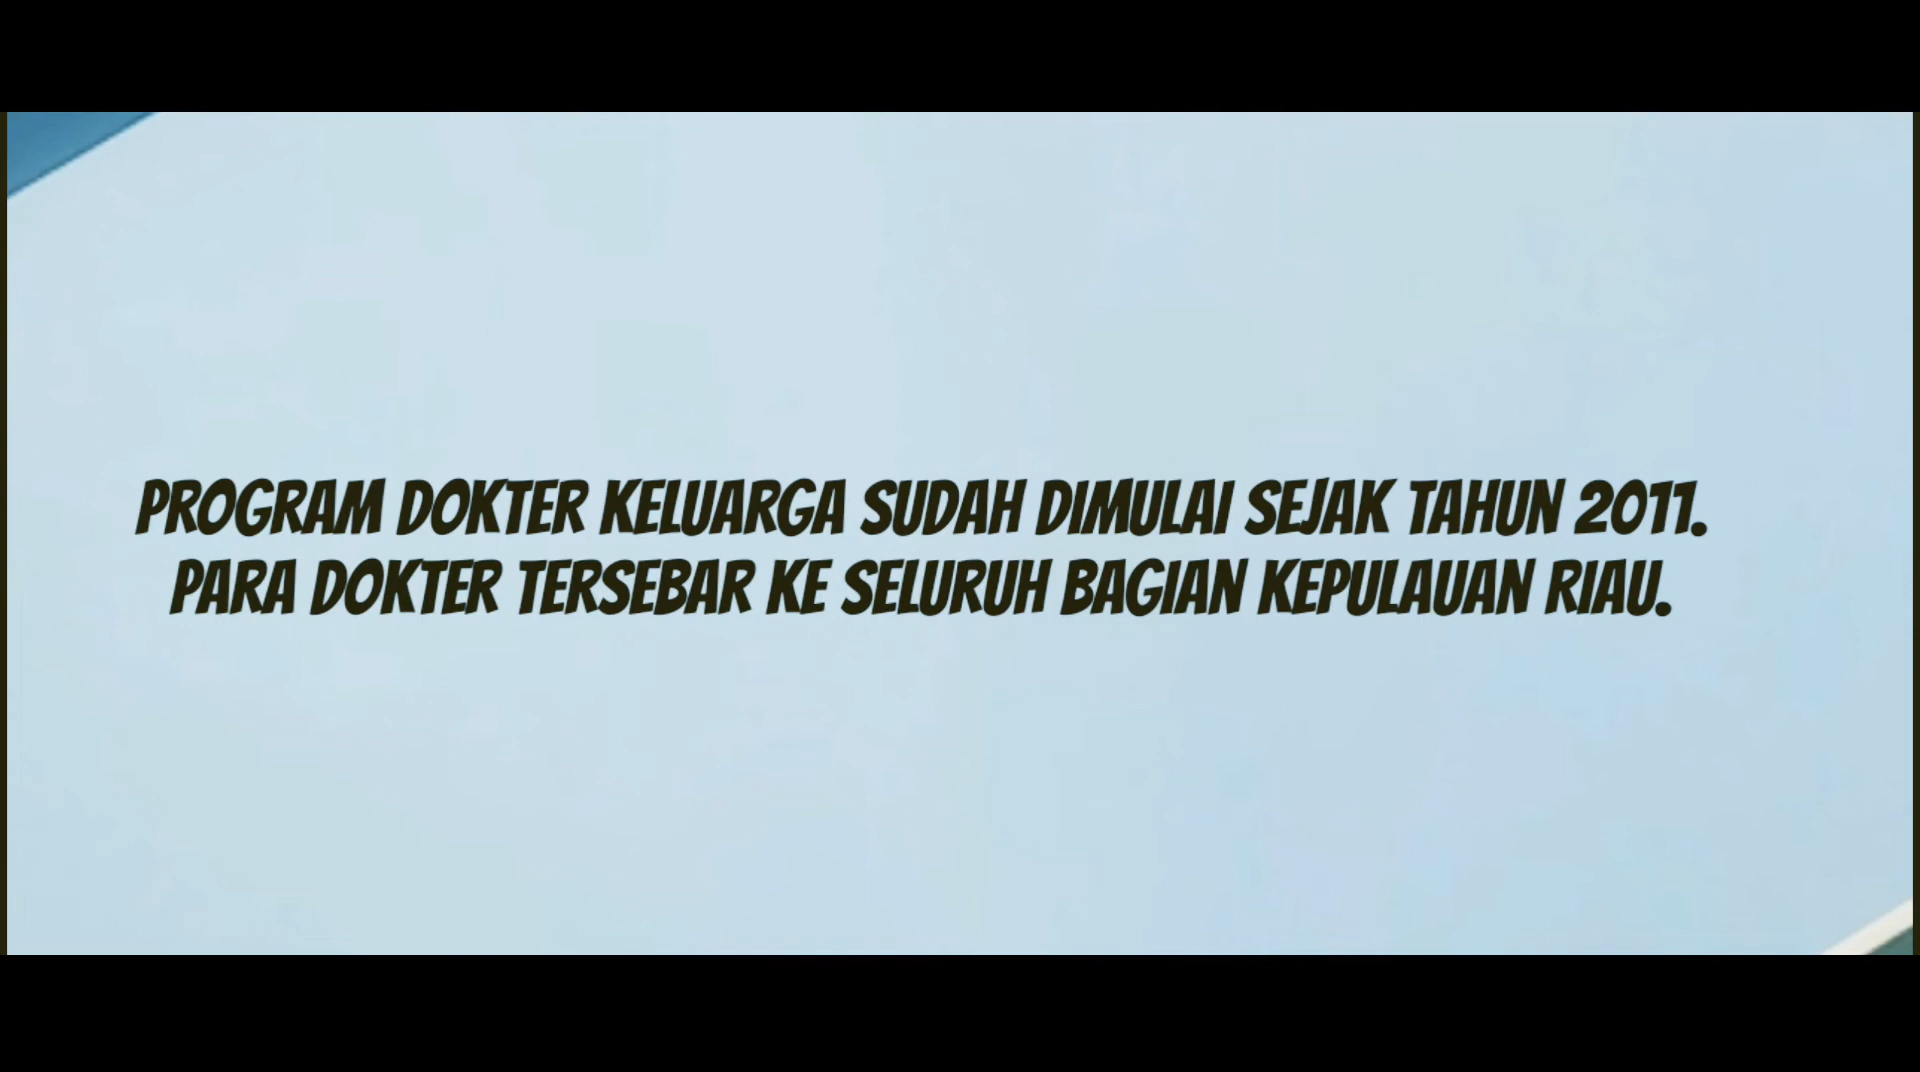 PROGRAM DOKTER KELUARGA SUDAH DIMULAI SEJAK TAHUN 2011.
PARA DOKTER TERSEBAR KE SELURUH BAGIAN KEPULAUAN RIAU.